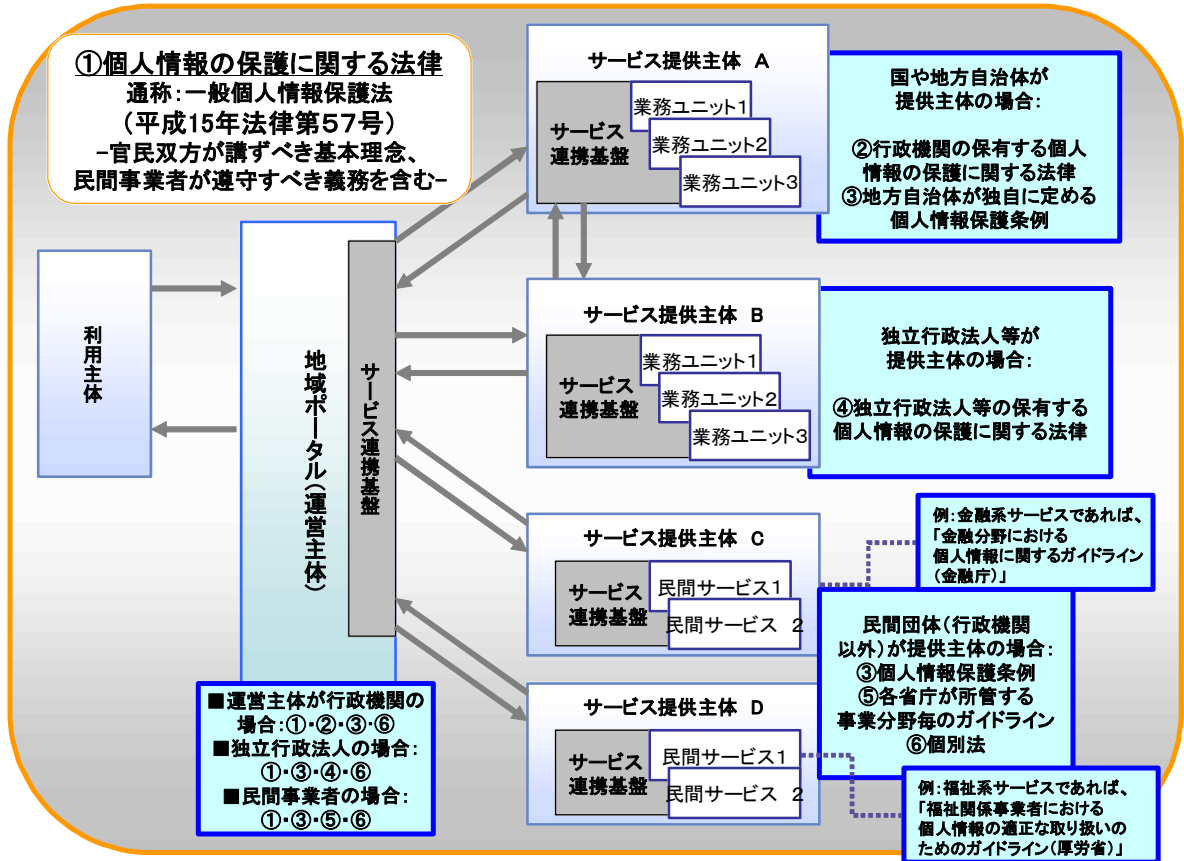 ①個人情報の保護に関する法律
通称:一般個人情報保護法
(平成15年法律第57号)
-官民双方が講ずべき基本理念、
民間事業者が遵守すべき義務を含む-
利用主体
地域ポータル(運営主体)
サービス連携基盤
■運営主体が行政機関の
場合:①・②・③・⑥
■独立行政法人の場合:
①・③・④・⑥
■民間事業者の場合:
①・③・⑤・⑥
サービス提供主体 A
サービス
連携基盤
業務ユニット1
業務ユニット2
業務ユニット3
国や地方自治体が
提供主体の場合:
②行政機関の保有する個人
情報の保護に関する法律
③地方自治体が独自に定める
個人情報保護条例
サービス提供主体 B
サービス
連携基盤
業務ユニット1
業務ユニット2
業務ユニット3
独立行政法人等が
提供主体の場合:
④独立行政法人等の保有する
個人情報の保護に関する法律
サービス提供主体 C
サービス
連携基盤
民間サービス1
民間サービス 2
例:金融系サービスであれば、
「金融分野における
個人情報に関するガイドライン
(金融庁)」
民間団体(行政機関
以外)が提供主体の場合:
③個人情報保護条例
⑤各省庁が所管する
事業分野毎のガイドライン
⑥個別法
サービス提供主体 D
サービス
連携基盤
民間サービス1
民間サービス 2
例:福祉系サービスであれば、
「福祉関係事業者における
個人情報の適正な取り扱いの
ためのガイドライン(厚労省)」